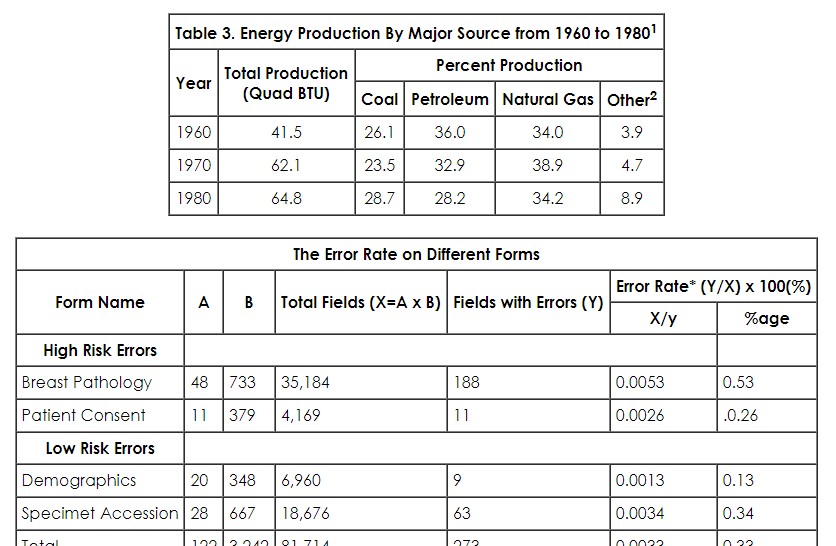 Table 3. Energy Production By Major Source from 1960 to 1980¹
Year Total Production (Quad BTU) Percent Production
Coal Petroleum Natural Gas Other²
1960 41.5 26.1 36.0 34.0 3.9
1970 62.1 23.5 32.9 38.9 4.7
1980 64.8 28.7 28.2 34.2 8.9
The Error Rate on Different Forms
Form Name A B Total Fields (X=A x B) Fields with Errors (Y) Error Rate* (Y/X) x 100(%)
X/y %age
High Risk Errors
Breast Pathology 48 733 35,184 188 0.0053 0.53
Patient Consent 11 379 4,169 11 0.0026 .0.26
Low Risk Errors
Demographics 20 348 6,960 9 0.0013 0.13
Specimet Accession 28 667 18,676 63 0.0034 0.34
Total 122 3,242 81,714 273 0.0033 0.33